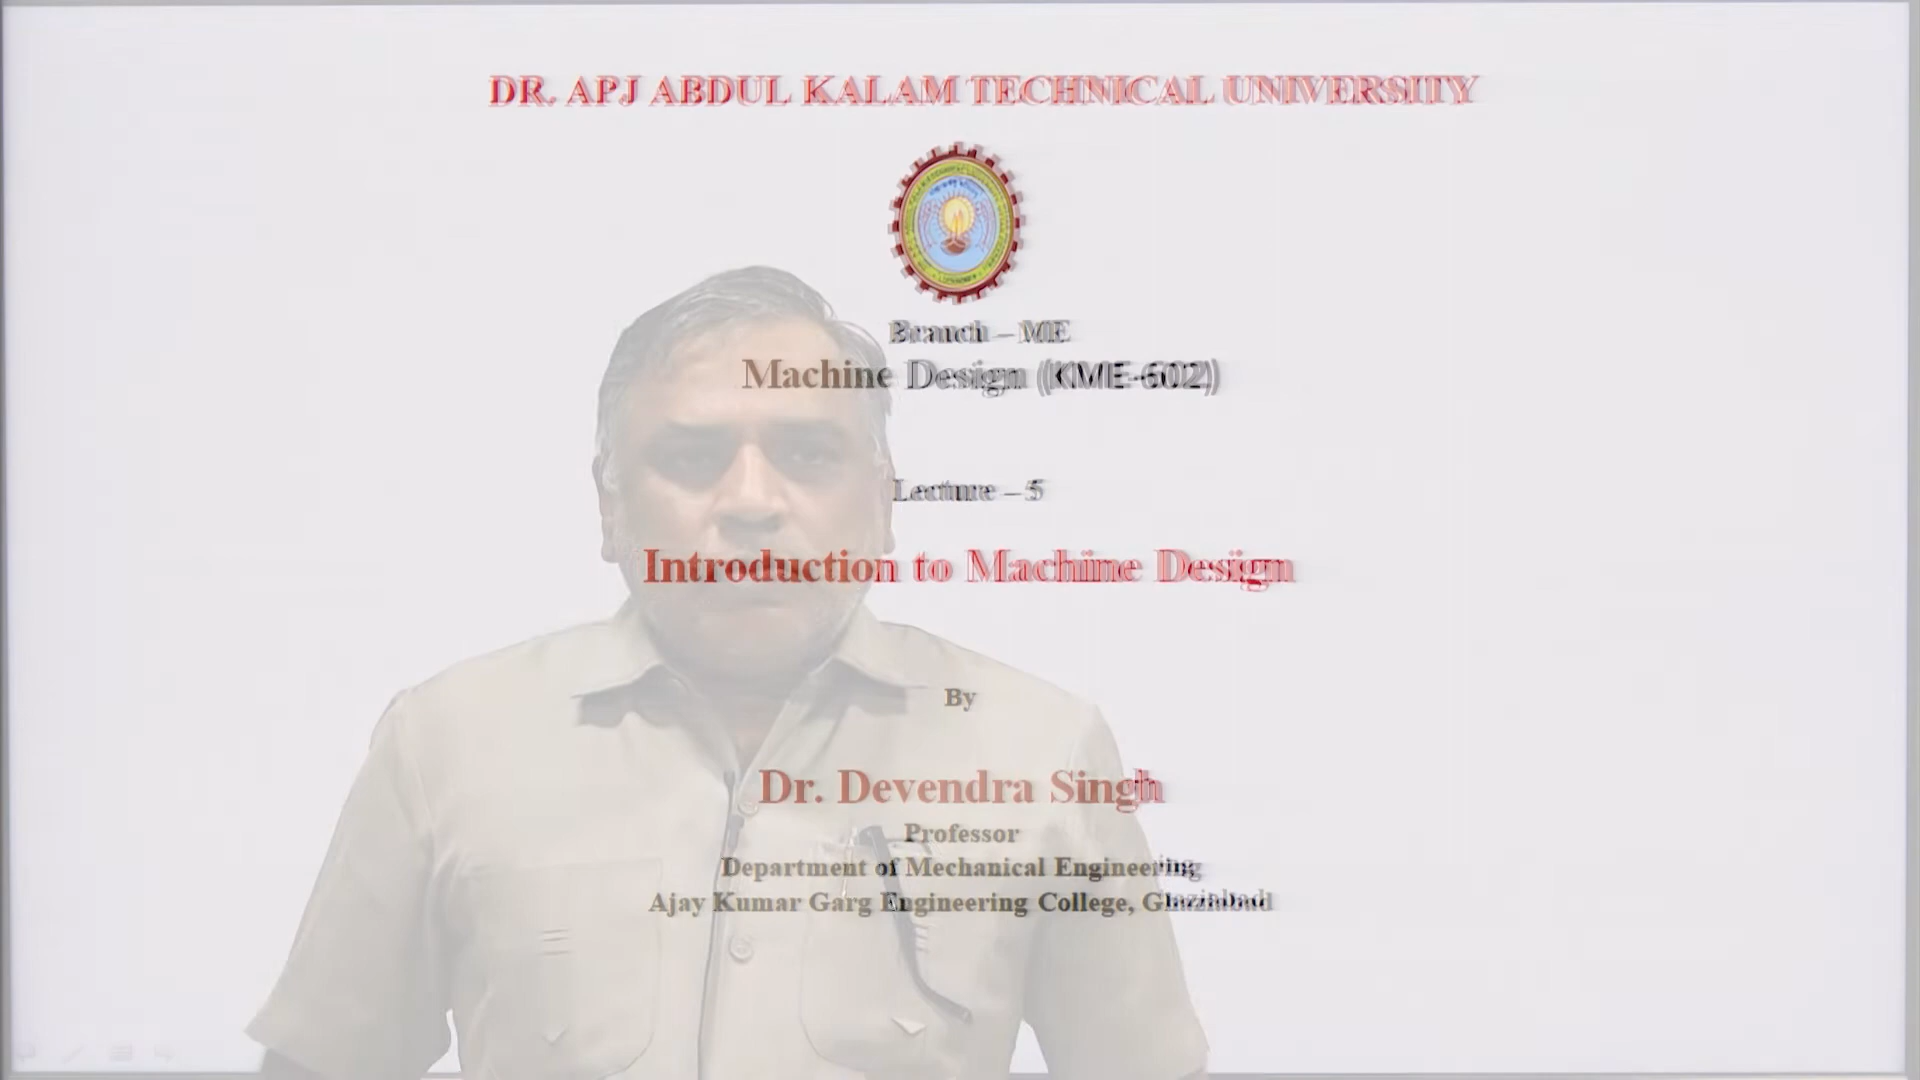 DR. APJ ABDUL KALAM TECHNICAL UNIVERSITY
Branch – ME
Machine Design (KME-602)
Lecture – 5
Introduction to Machine Design
By
Dr. Devendra Singh
Professor
Department of Mechanical Engineering
Ajay Kumar Garg Engineering College, Ghaziabad